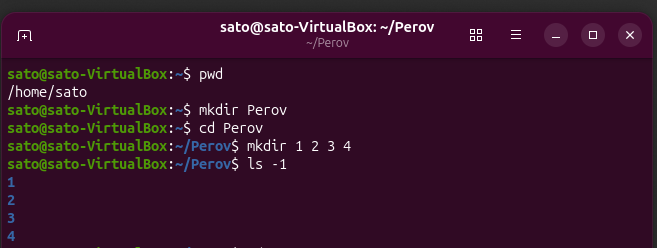 sato@sato-VirtualBox: ~/Perov
~/Perov
sato@sato-VirtualBox:~$ pwd
/home/sato
sato@sato-VirtualBox:~$ mkdir Perov
sato@sato-VirtualBox:~$ cd Perov
sato@sato-VirtualBox:~/Perov$ mkdir 1 2 3 4
sato@sato-VirtualBox:~/Perov$ ls -1
1
2
3
4